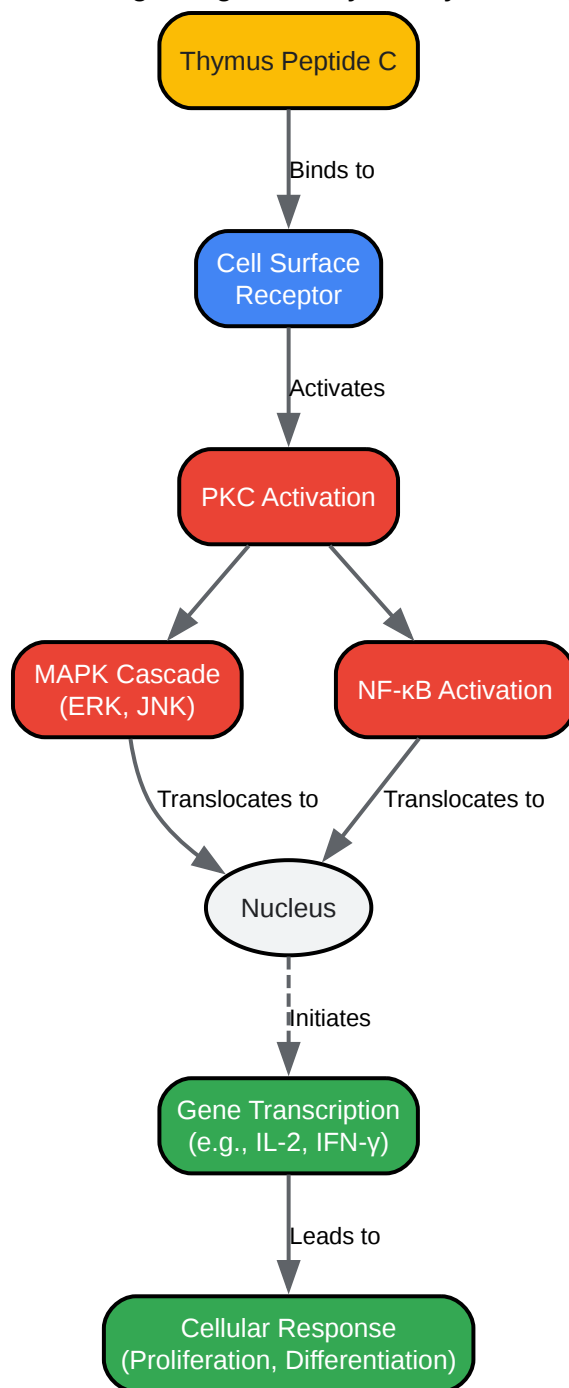 Thymus Peptide C
Binds to
Cell Surface
Receptor
Activates
PKC Activation
MAPK Cascade
(ERK, JNK)
NF-κB Activation
Translocates to
Translocates to
Nucleus
Initiates
Gene Transcription
(e.g., IL-2, IFN-γ)
Leads to
Cellular Response
(Proliferation, Differentiation)